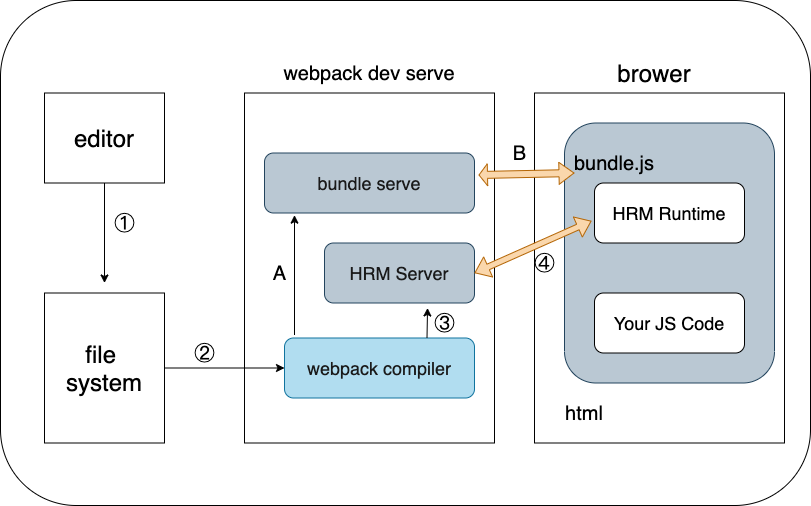 webpack dev serve
brower
editor
bundle serve
B
bundle.js
①
HRM Runtime
A
HRM Server
④
③
Your JS Code
file
system
②
webpack compiler
html